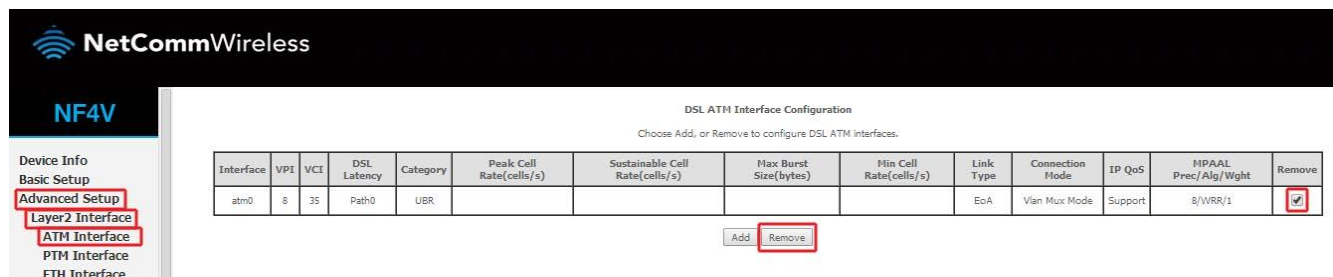 NetCommWireless
NF4V
Device Info
Basic Setup
Advanced Setup
Layer2 Interface
ATM Interface
PTM Interface
ETH Interface
DSL ATM Interface Configuration
Choose Add, or Remove to configure DSL ATM interfaces.
Interface VPI VCI DSL Latency Category Peak Cell Rate(cells/s) Sustainable Cell Rate(cells/s) Max Burst Size(bytes) Min Cell Rate(cells/s) Link Type Connection Mode IP QoS MPAAL Prec/Alg/Wght Remove
atm0 8 35 Path0 UBR EoA Vlan Mux Mode Support 8/WRR/1
Add Remove